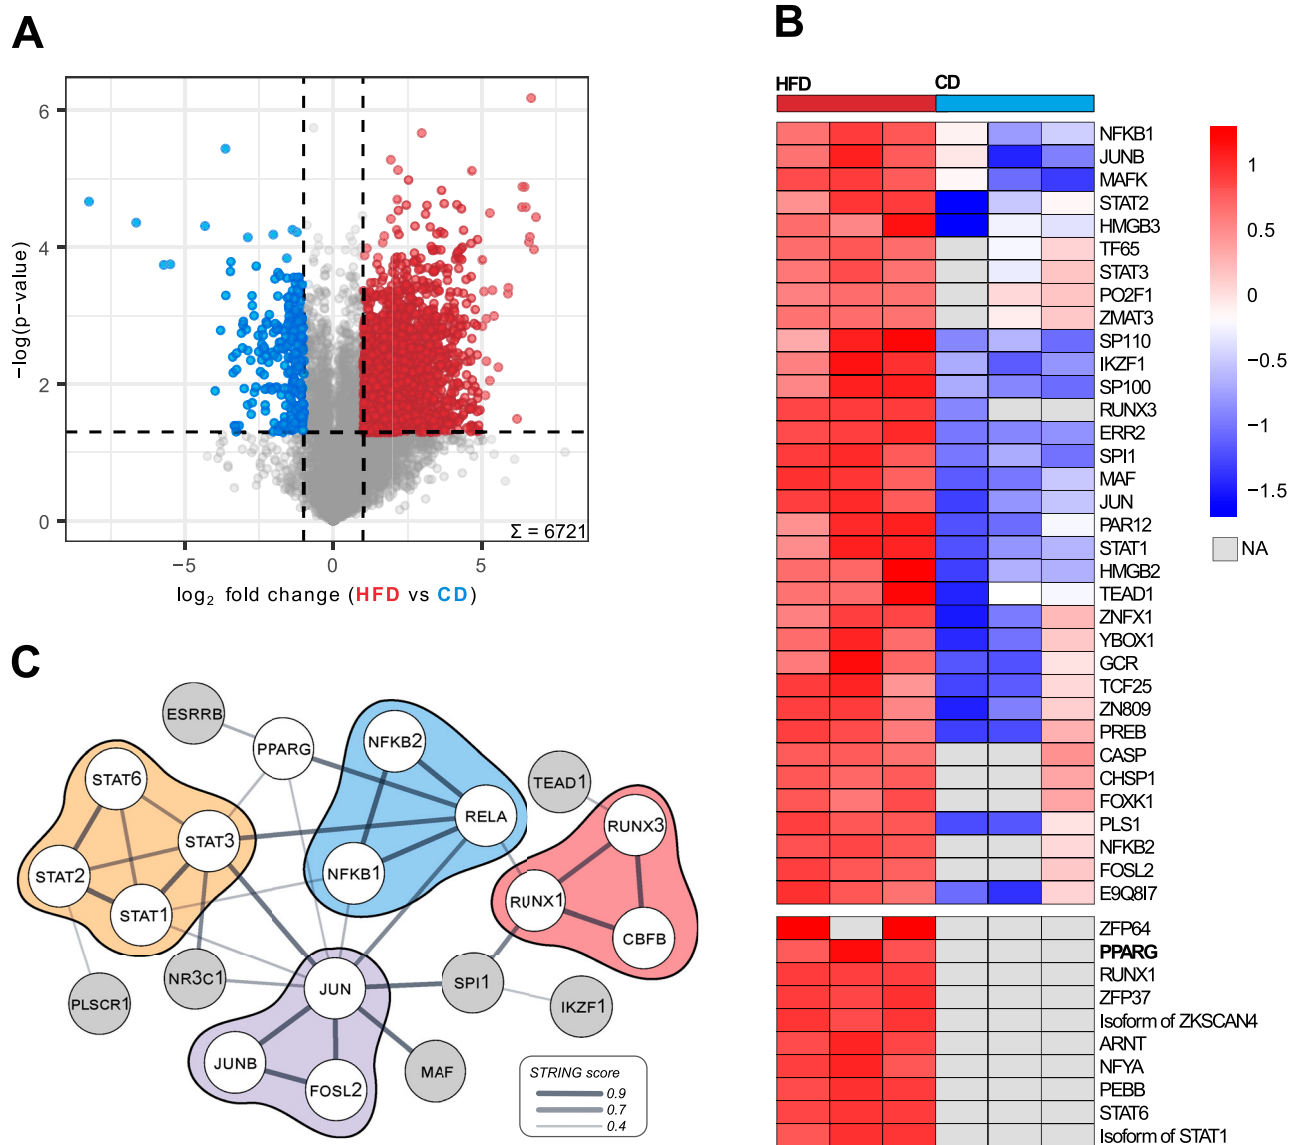 A
6
4
2
0
−log(p-value)
Σ = 6721
−5
0
5
log2 fold change (HFD vs CD)
B
HFD
CD
NFKB1
JUNB
MAFK
STAT2
HMGB3
TF65
STAT3
PO2F1
ZMAT3
SP110
IKZF1
SP100
RUNX3
ERR2
SPI1
MAF
JUN
PAR12
STAT1
HMGB2
TEAD1
ZNFX1
YBOX1
GCR
TCF25
ZN809
PREB
CASP
CHSP1
FOXK1
PLS1
NFKB2
FOSL2
E9Q8I7
ZFP64
PPARG
RUNX1
ZFP37
Isoform of ZKSCAN4
ARNT
NFYA
PEBB
STAT6
Isoform of STAT1
1
0.5
0
−0.5
−1
−1.5
NA
C
ESRRB
PPARG
NFKB2
STAT6
TEAD1
RELA
RUNX3
STAT3
STAT2
NFKB1
RUNX1
STAT1
CBFB
NR3C1
JUN
SPI1
PLSCR1
IKZF1
JUNB
FOSL2
MAF
STRING score
0.9
0.7
0.4